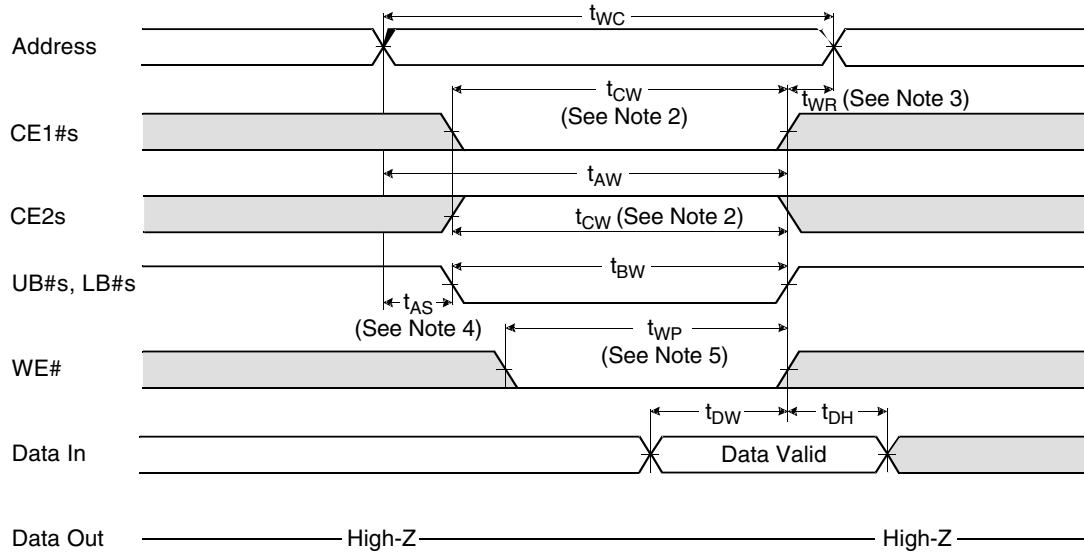 tWC
Address
tCW
(See Note 2)
tWR (See Note 3)
CE1#s
tAW
CE2s
tCW (See Note 2)
UB#s, LB#s
tBW
tAS
(See Note 4)
tWP
(See Note 5)
WE#
tDW
tDH
Data In
Data Valid
Data Out
High-Z
High-Z